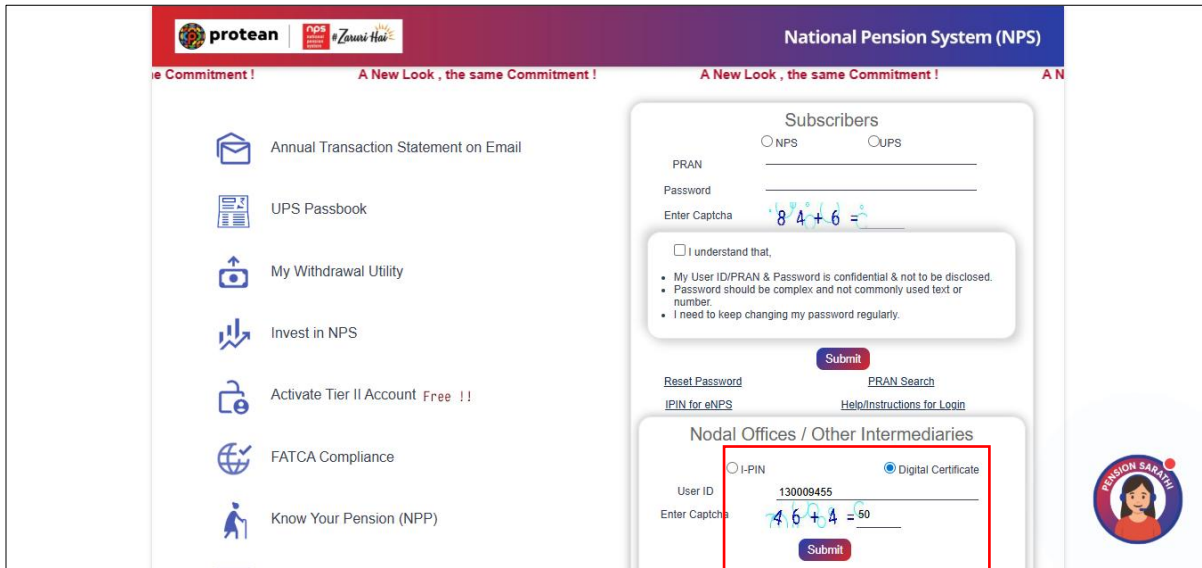 protean
nps
national
pension
system
#Zaruri Hai
National Pension System (NPS)
e Commitment !
A New Look , the same Commitment !
A New Look , the same Commitment !
A N
Annual Transaction Statement on Email
UPS Passbook
My Withdrawal Utility
Invest in NPS
Activate Tier II Account Free !!
FATCA Compliance
Know Your Pension (NPP)
Subscribers
NPS
UPS
PRAN
Password
Enter Captcha 84 + 6 =
I understand that,
• My User ID/PRAN & Password is confidential & not to be disclosed.
• Password should be complex and not commonly used text or
number.
• I need to keep changing my password regularly.
Submit
Reset Password
PRAN Search
IPIN for eNPS
Help/Instructions for Login
Nodal Offices / Other Intermediaries
I-PIN
Digital Certificate
User ID 130009455
Enter Captcha 46 + 4 = 50
Submit
PENSION SARATHI